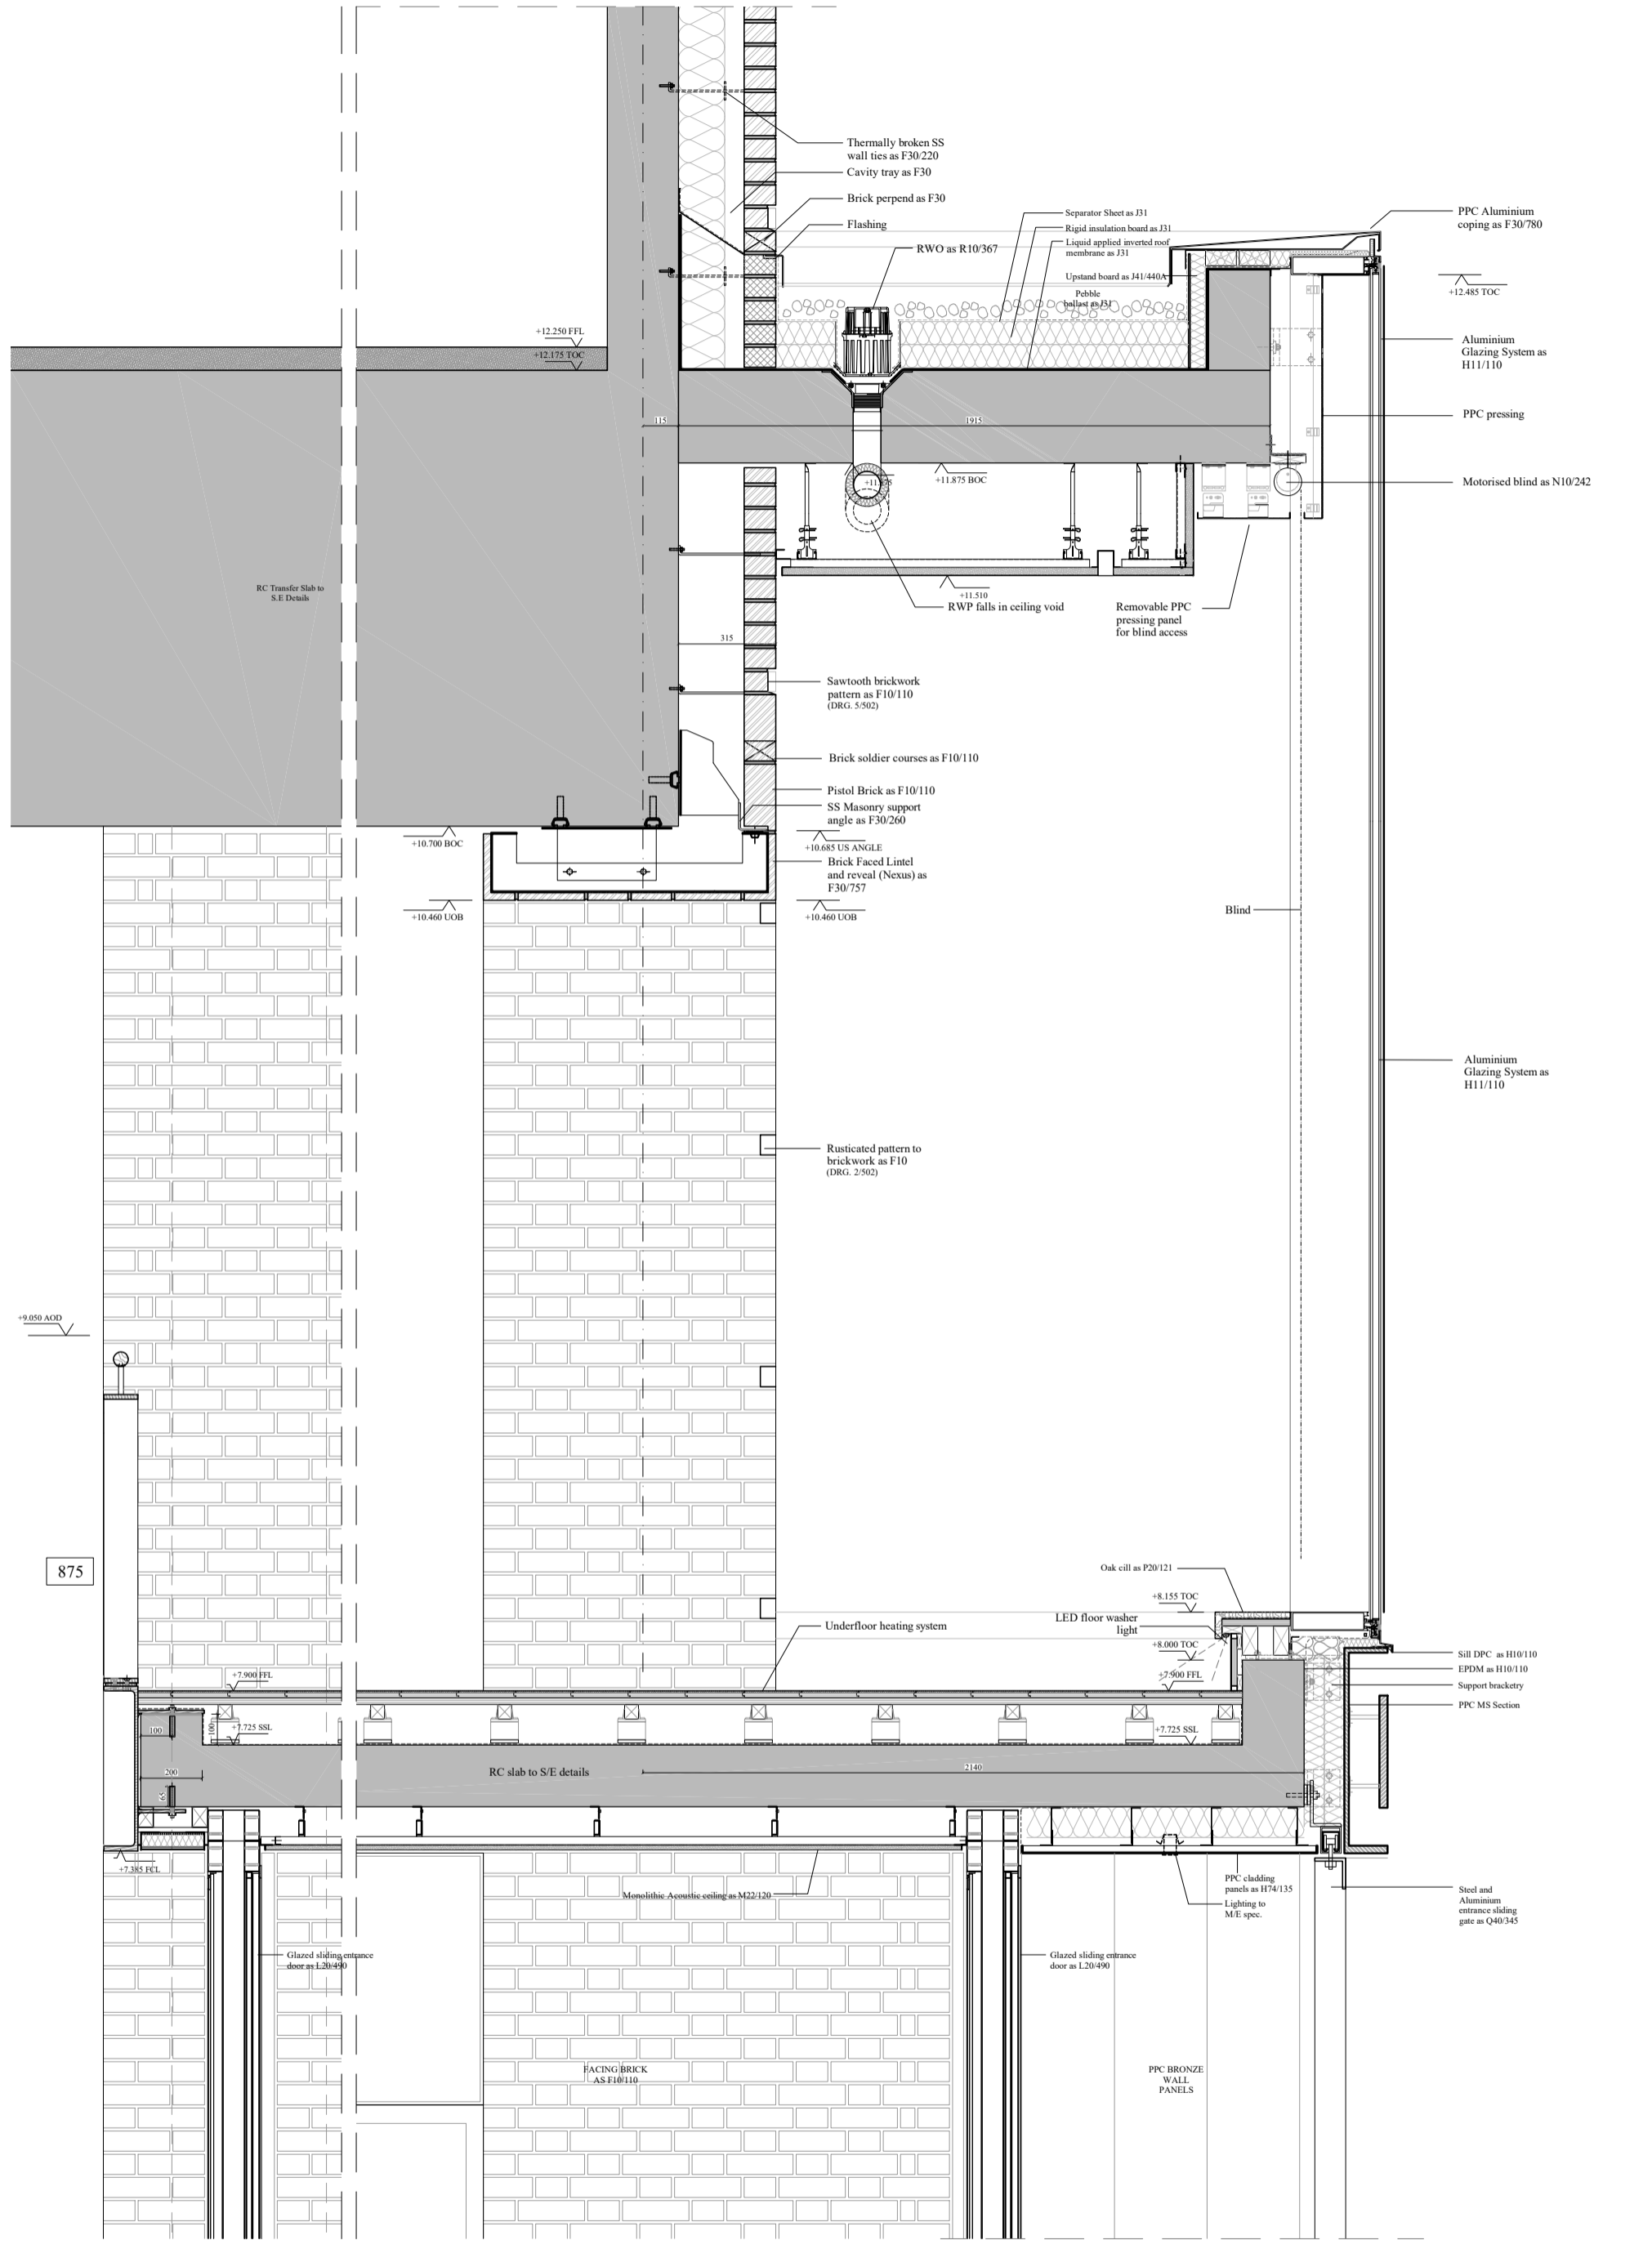 Thermally broken SS
wall ties as F30/220
Cavity tray as F30
Brick perpend as F30
Flashing
RWO as R10/367
Separator Sheet as J31
Rigid insulation board as J31
Liquid applied inverted roof
membrane as J31
Upstand board as J41/440A
Pebble
ballast as J31
PPC Aluminium
coping as F30/780
+12.485 TOC
+12.250 FFL
+12.175 TOC
Aluminium
Glazing System as
H11/110
PPC pressing
115
1915
+11.875 BOC
Motorised blind as N10/242
RC Transfer Slab to
S.E Details
+11.510
RWP falls in ceiling void
Removable PPC
pressing panel
for blind access
315
Sawtooth brickwork
pattern as F10/110
(DRG. 5/502)
Brick soldier courses as F10/110
Pistol Brick as F10/110
SS Masonry support
angle as F30/260
+10.700 BOC
+10.685 US ANGLE
Brick Faced Lintel
and reveal (Nexus) as
F30/757
+10.460 UOB
+10.460 UOB
Blind
Aluminium
Glazing System as
H11/110
Rusticated pattern to
brickwork as F10
(DRG. 2/502)
+9.050 AOD
875
Oak cill as P20/121
+8.155 TOC
LED floor washer
light
Underfloor heating system
+8.000 TOC
+7.900 FFL
+7.900 FFL
Sill DPC as H10/110
EPDM as H10/110
Support bracketry
PPC MS Section
100
100
+7.725 SSL
+7.725 SSL
200
65
RC slab to S/E details
2140
+7.385 FCL
Monolithic Acoustic ceiling as M22/120
PPC cladding
panels as H74/135
Lighting to
M/E spec.
Steel and
Aluminium
entrance sliding
gate as Q40/345
Glazed sliding entrance
door as L20/490
Glazed sliding entrance
door as L20/490
FACING BRICK
AS F10/110
PPC BRONZE
WALL
PANELS